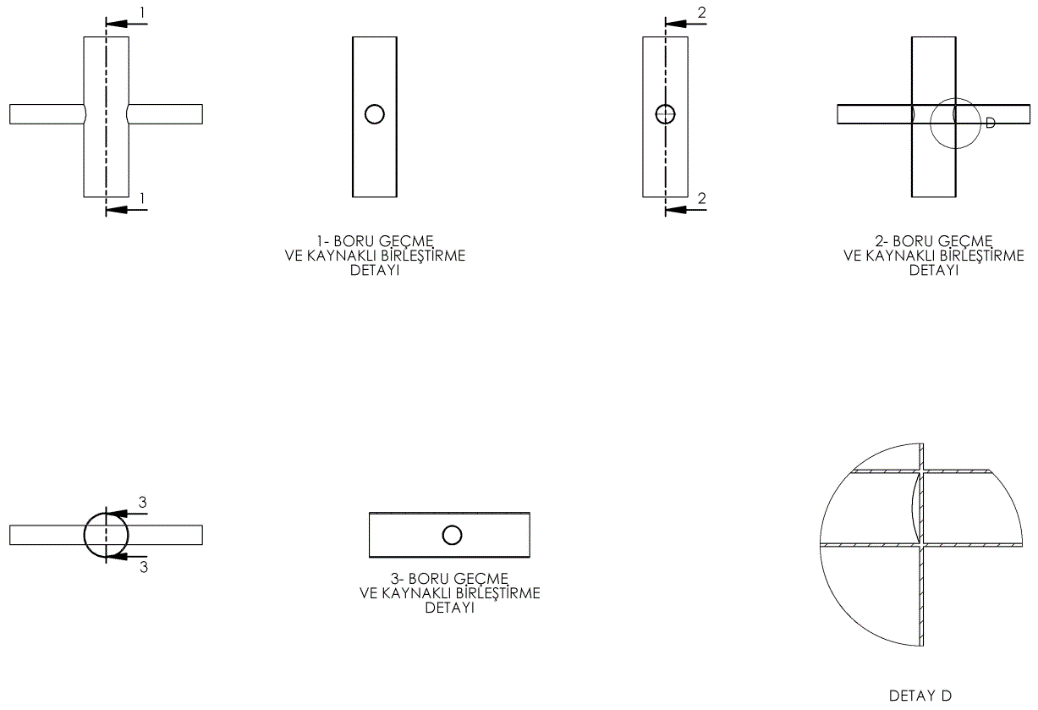 1
2
D
1
2
1- BORU GEÇME
VE KAYNAKLI BİRLEŞTİRME
DETAYI
2- BORU GEÇME
VE KAYNAKLI BİRLEŞTİRME
DETAYI
3
3
3- BORU GEÇME
VE KAYNAKLI BİRLEŞTİRME
DETAYI
DETAY D